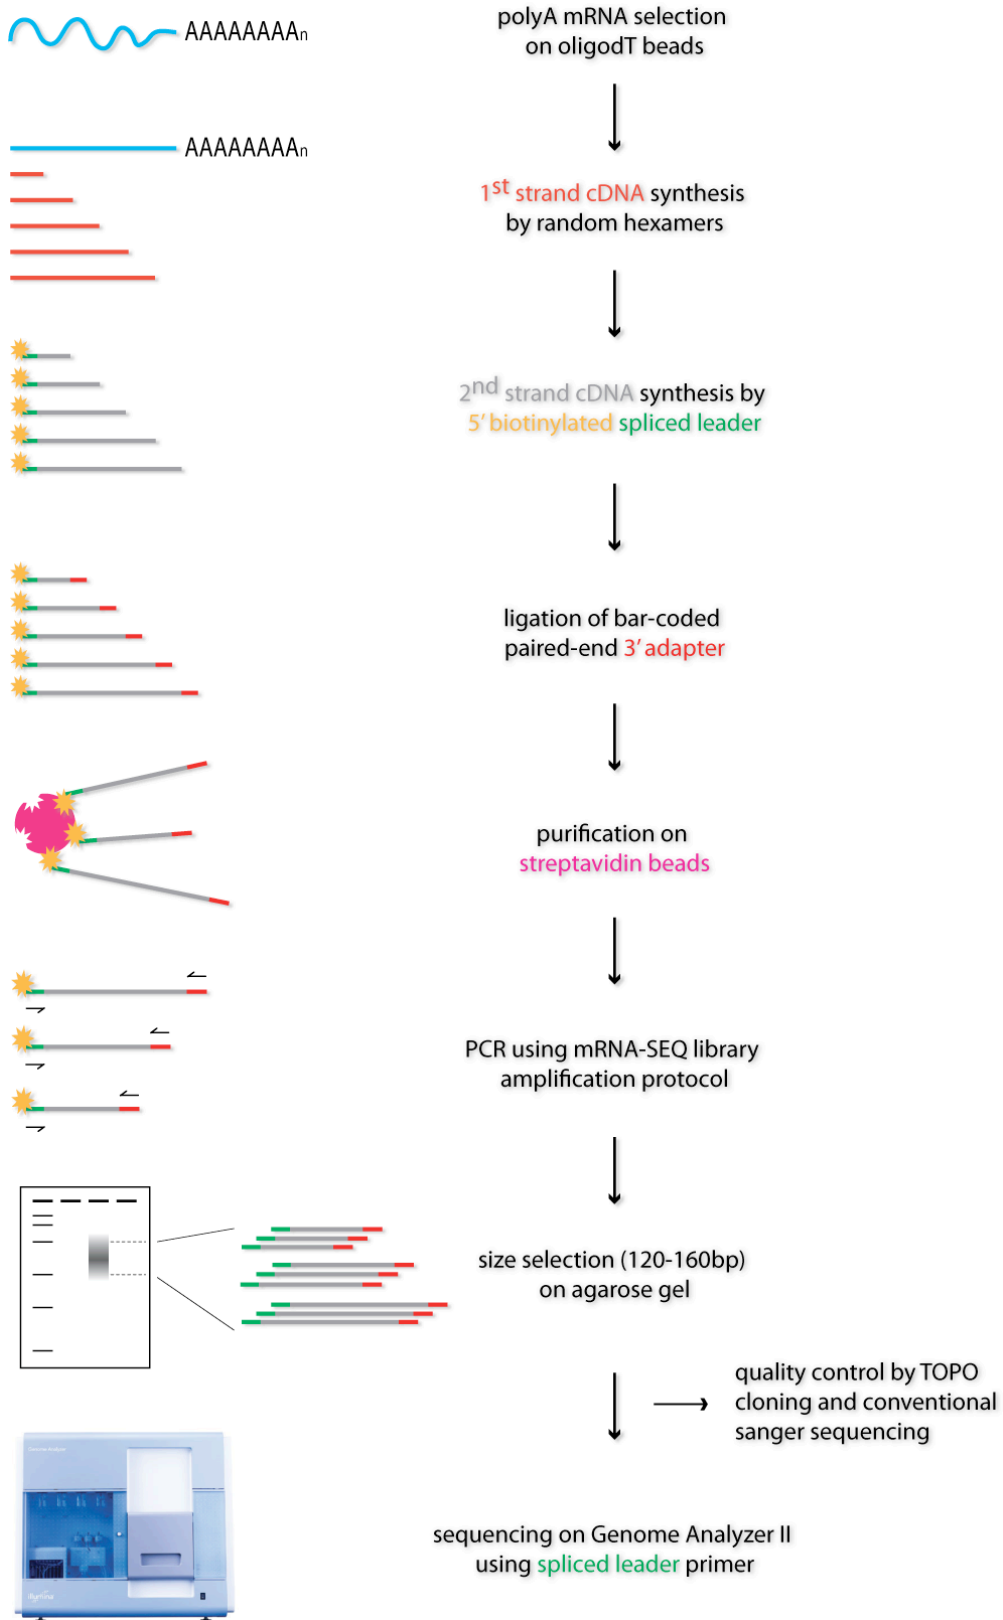 AAAAAAAAn
polyA mRNA selection
on oligodT beads
AAAAAAAAn
1st strand cDNA synthesis
by random hexamers
2nd strand cDNA synthesis by
5' biotinylated spliced leader
ligation of bar-coded
paired-end 3' adapter
purification on
streptavidin beads
PCR using mRNA-SEQ library
amplification protocol
size selection (120-160bp)
on agarose gel
quality control by TOPO
cloning and conventional
sanger sequencing
Genome Analyzer
illumina
sequencing on Genome Analyzer II
using spliced leader primer